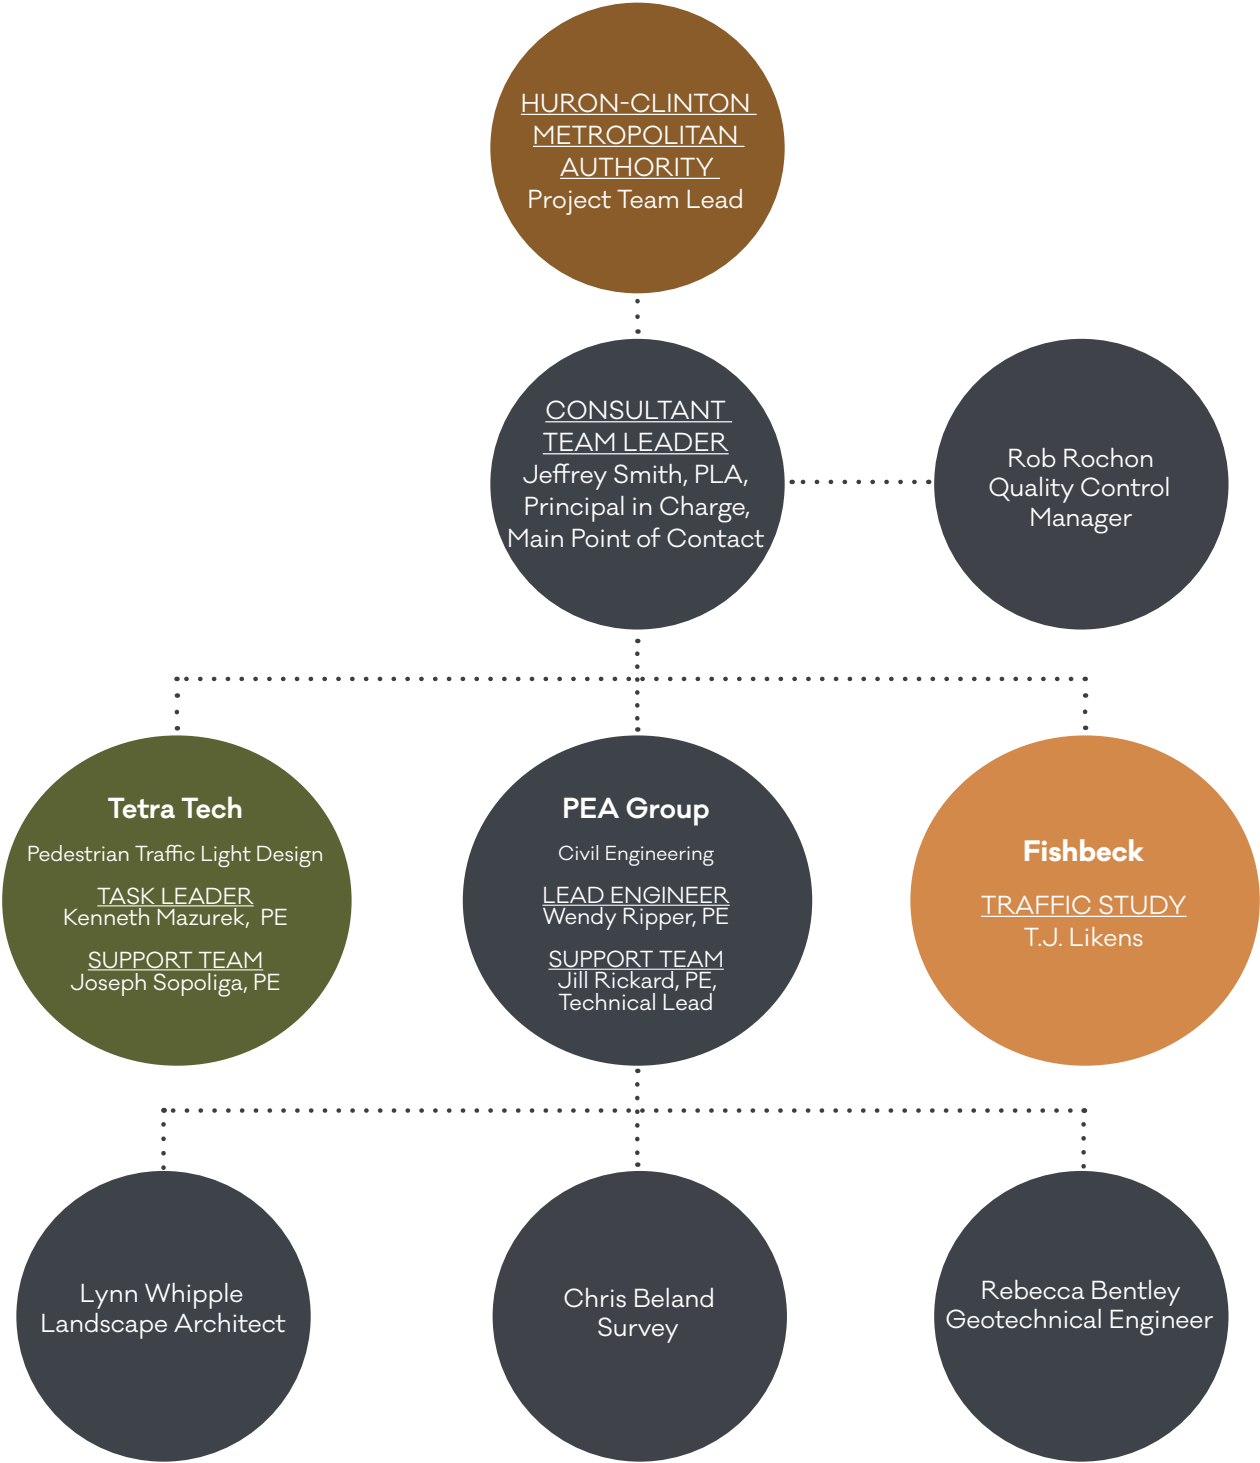 HURON-CLINTON
METROPOLITAN
AUTHORITY
Project Team Lead
CONSULTANT
TEAM LEADER
Jeffrey Smith, PLA,
Principal in Charge,
Main Point of Contact
Rob Rochon
Quality Control
Manager
Tetra Tech
Pedestrian Traffic Light Design
TASK LEADER
Kenneth Mazurek, PE
SUPPORT TEAM
Joseph Sopoliga, PE
PEA Group
Civil Engineering
LEAD ENGINEER
Wendy Ripper, PE
SUPPORT TEAM
Jill Rickard, PE,
Technical Lead
Fishbeck
TRAFFIC STUDY
T.J. Likens
Lynn Whipple
Landscape Architect
Chris Beland
Survey
Rebecca Bentley
Geotechnical Engineer